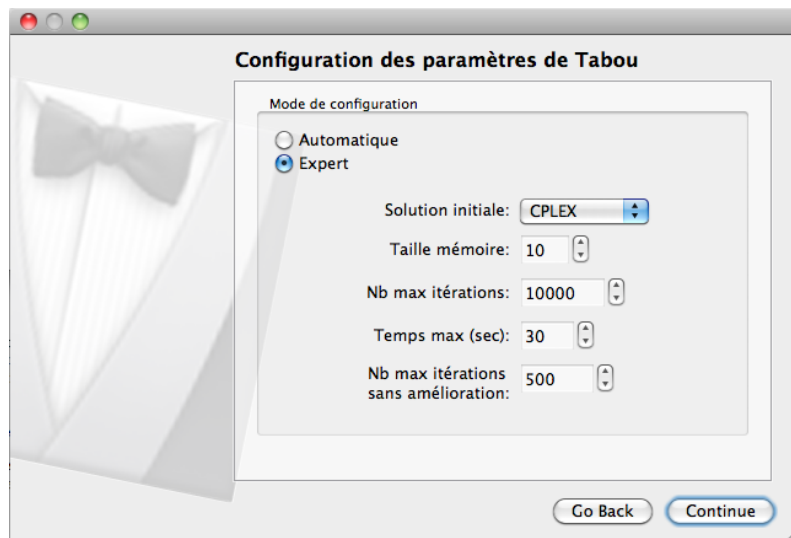 Configuration des paramètres de Tabou
Mode de configuration
Automatique
Expert
Solution initiale: CPLEX
Taille mémoire: 10
Nb max itérations: 10000
Temps max (sec): 30
Nb max itérations
sans amélioration: 500
Go Back Continue